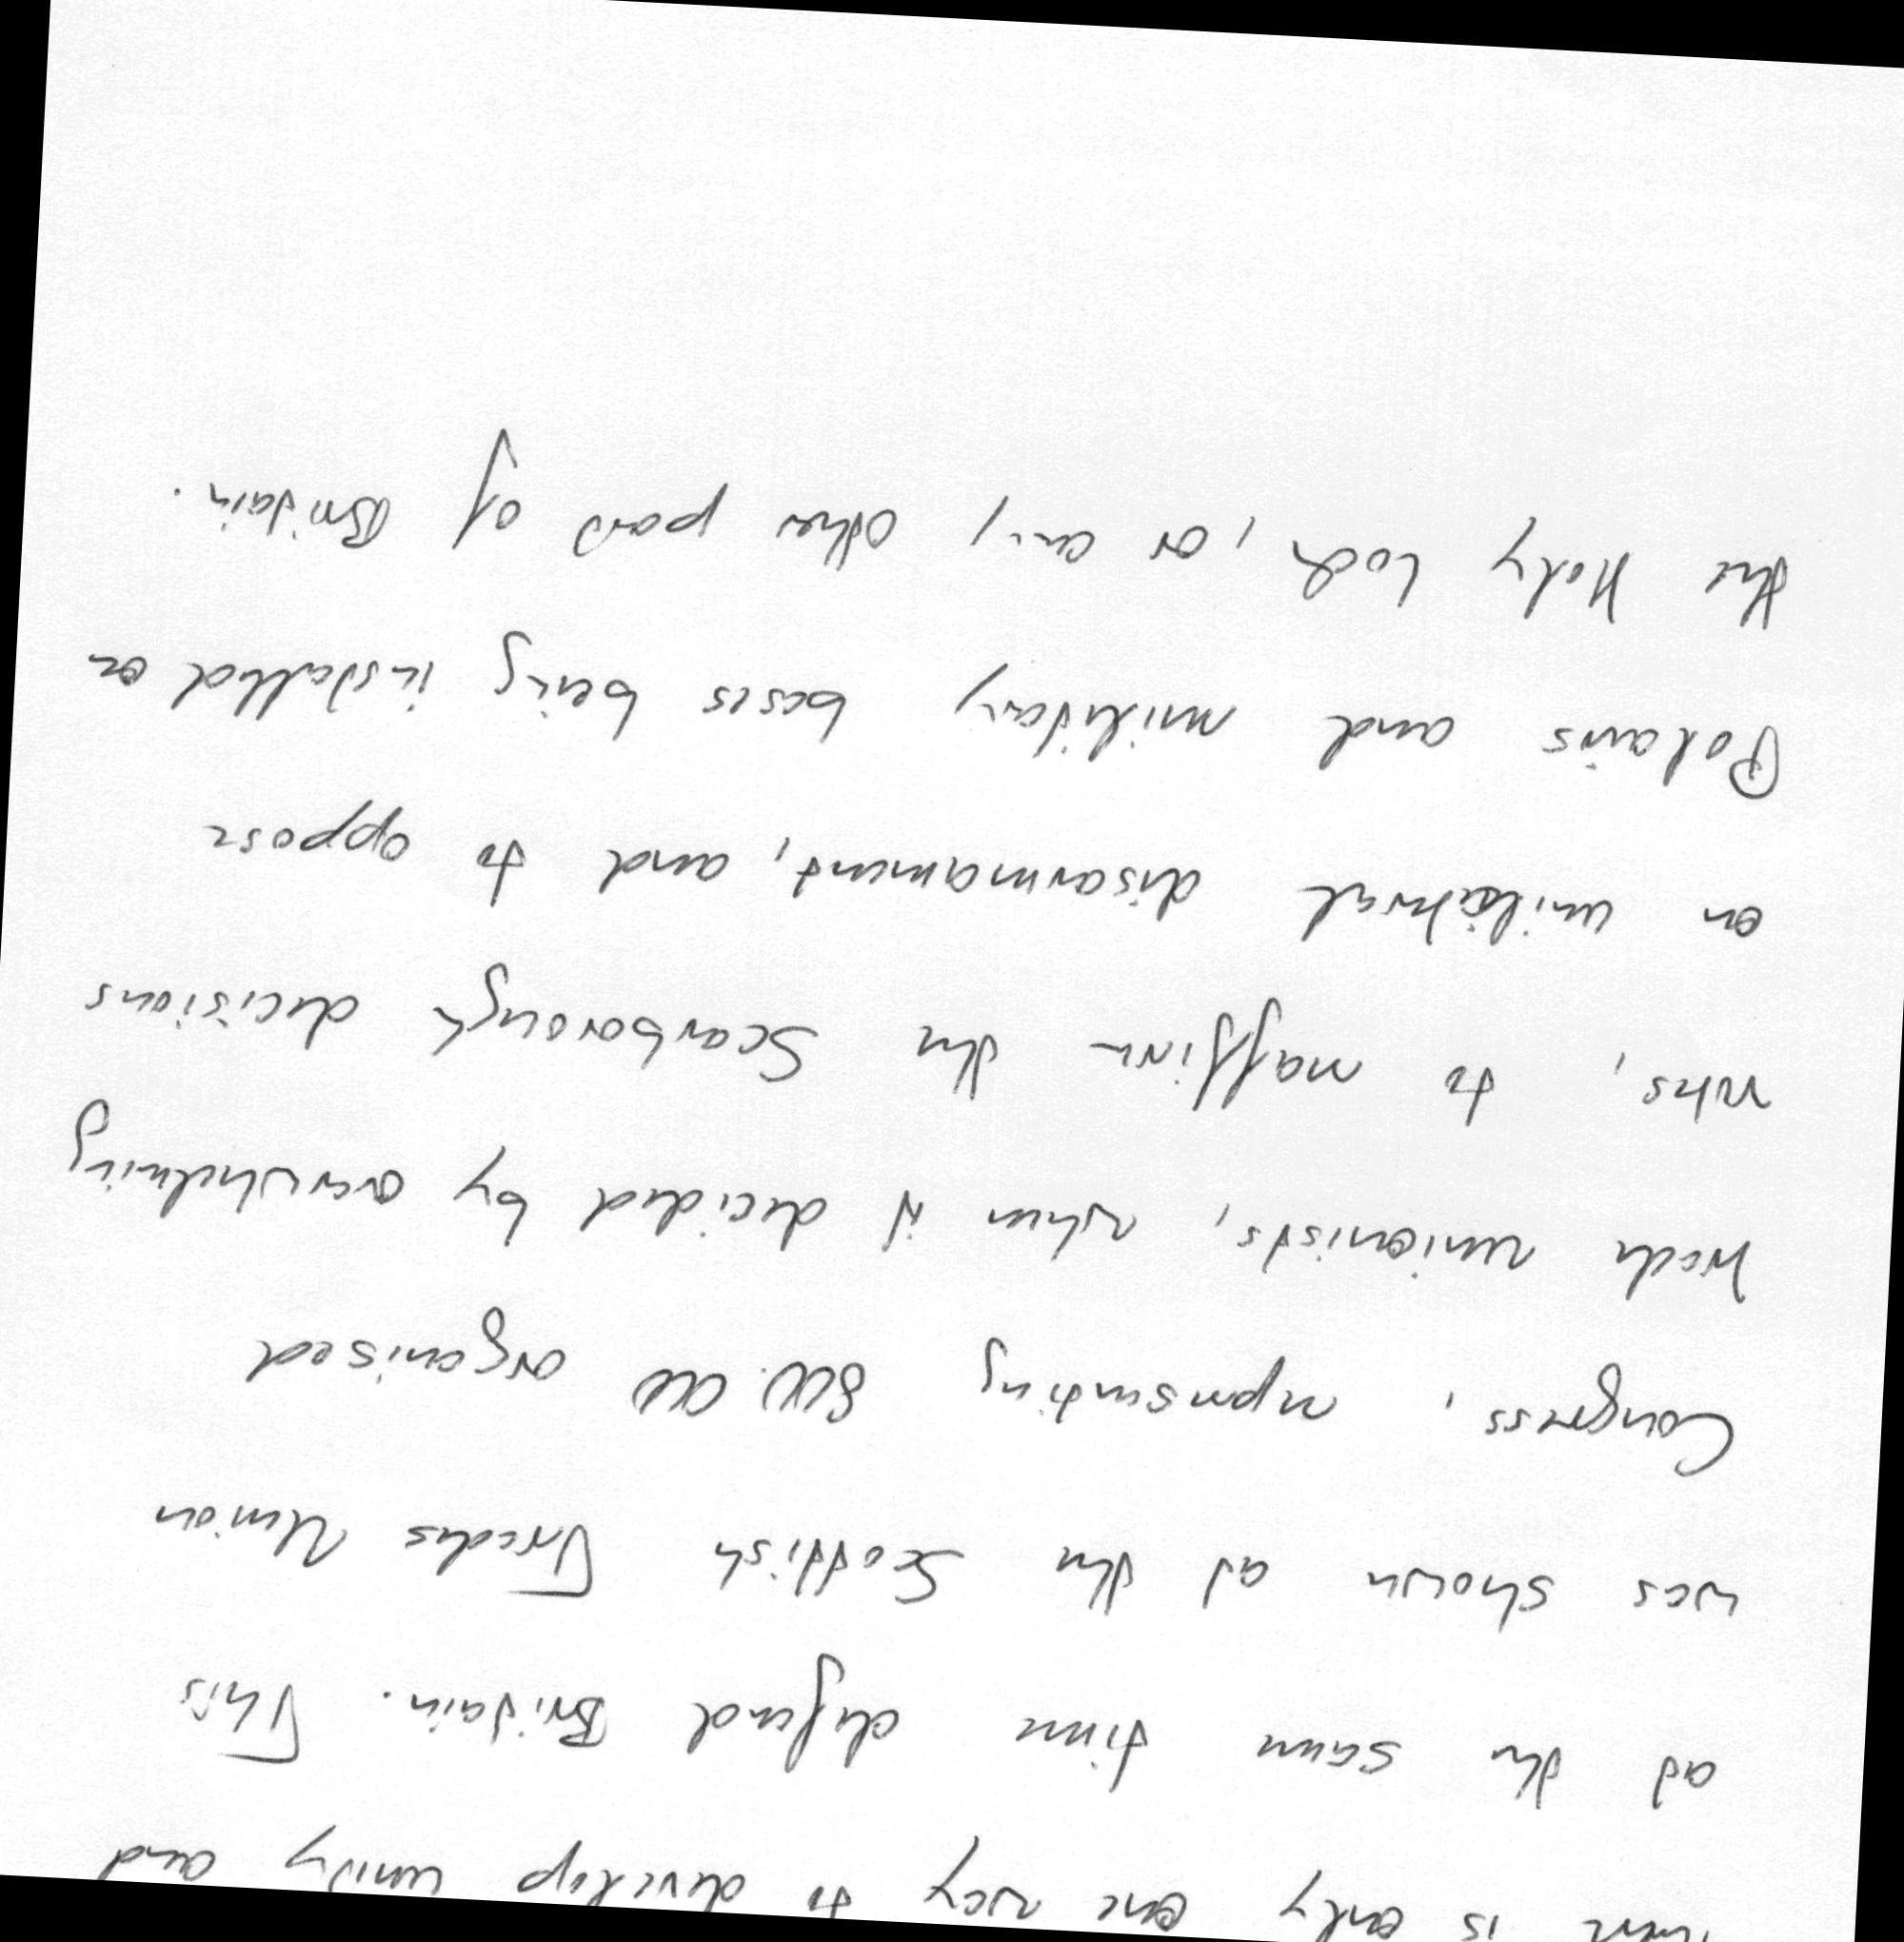 there is only one way to develop unity and
at the same time defend Britain. This
was shown at the Scottish Trades Union
Congress, representing 800,000 organised
trade unionists, when it decided by overwhelming
votes, to reaffirm the Scarborough decisions
on unilateral disarmament, and to oppose
Polaris and military bases being installed on
the Holy Loch, or any other part of Britain.